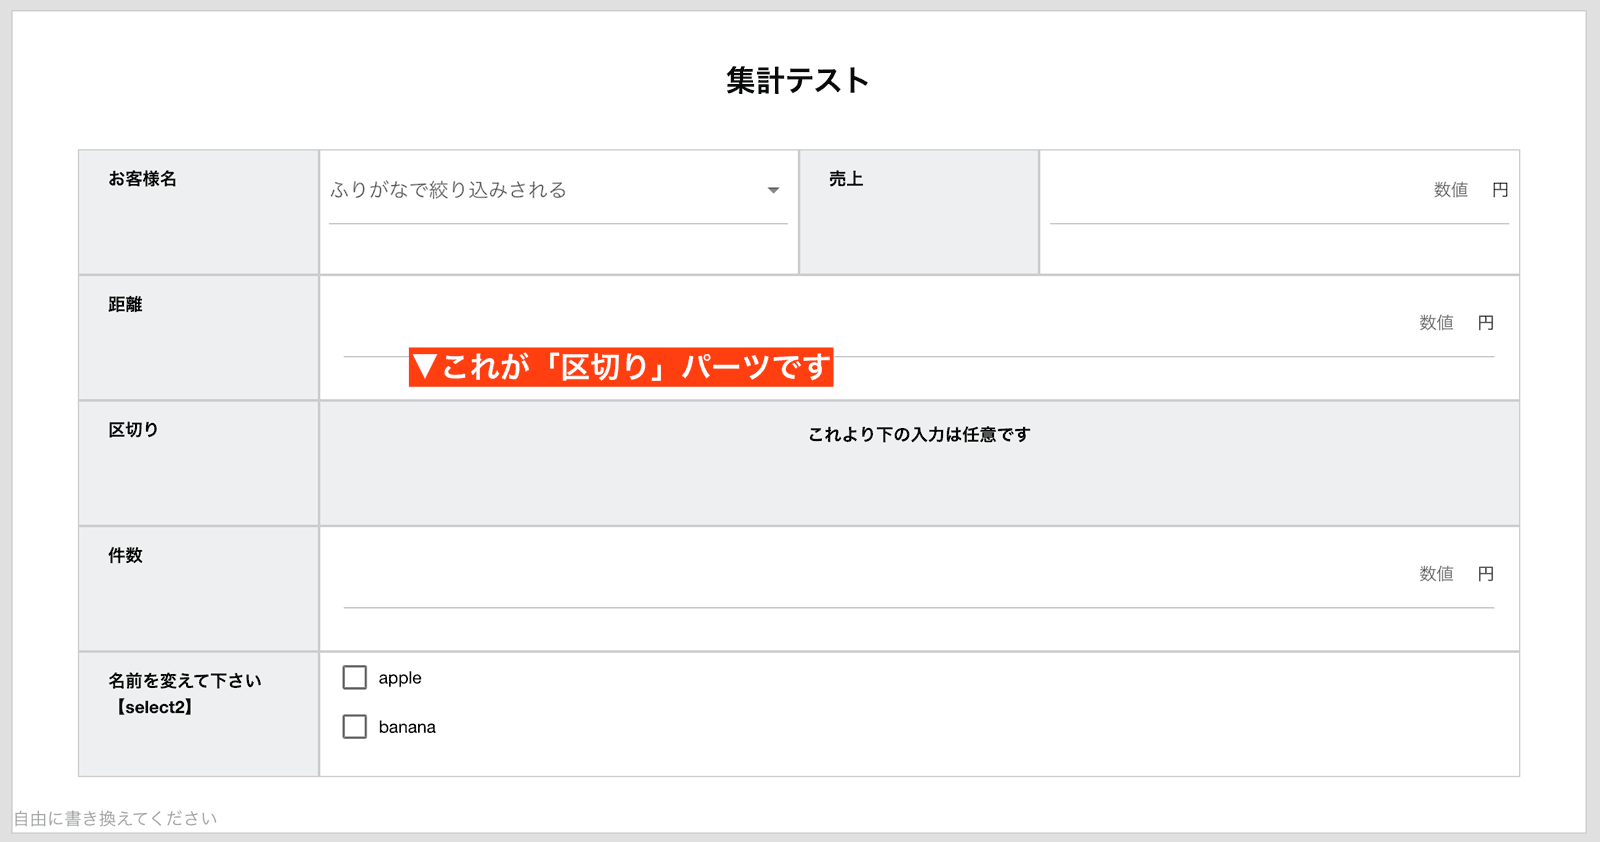 集計テスト
お客様名
ふりがなで絞り込みされる
売上
数値 円
距離
数値 円
▼これが「区切り」パーツです
区切り
これより下の入力は任意です
件数
数値 円
名前を変えて下さい
【select2】
apple
banana
自由に書き換えてください